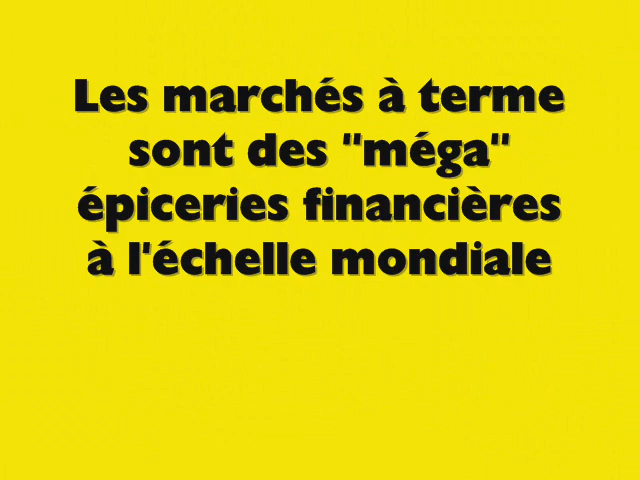 Les marchés à terme
sont des "méga"
épiceries financières
à l'échelle mondiale